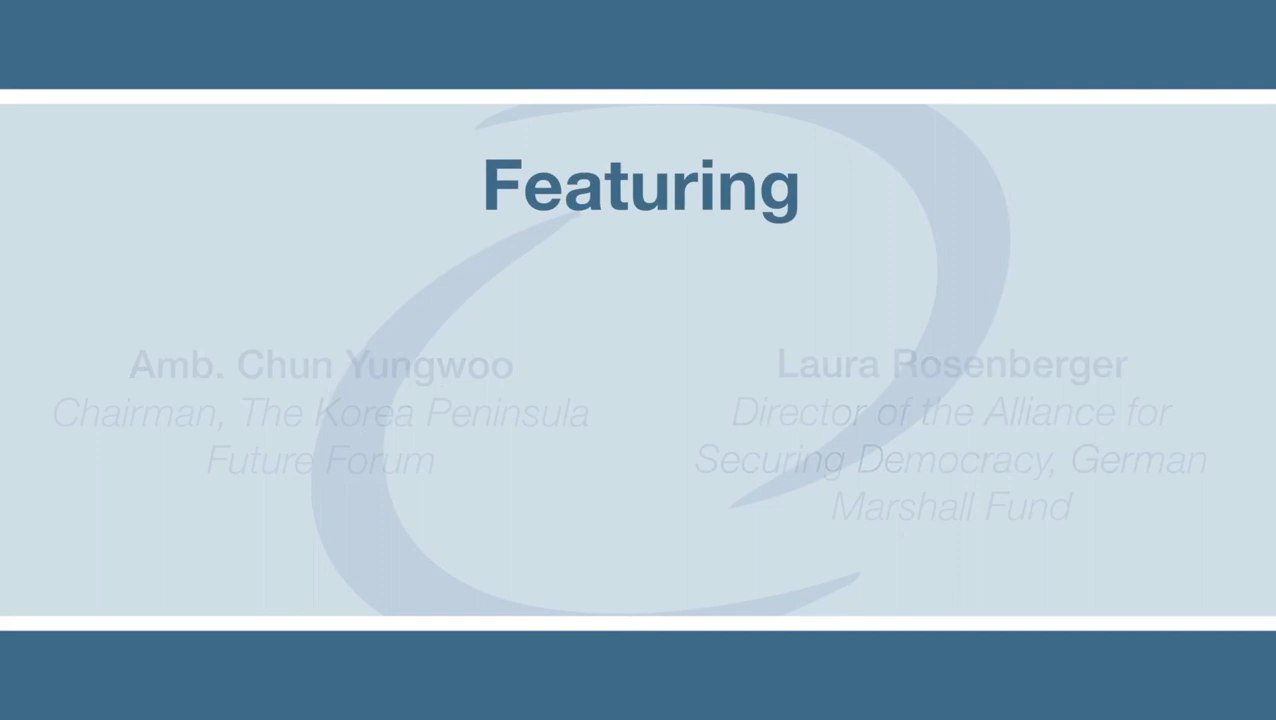 Featuring
Amb. Chun Yungwoo
Chairman, The Korea Peninsula
Future Forum
Laura Rosenberger
Director of the Alliance for
Securing Democracy, German
Marshall Fund